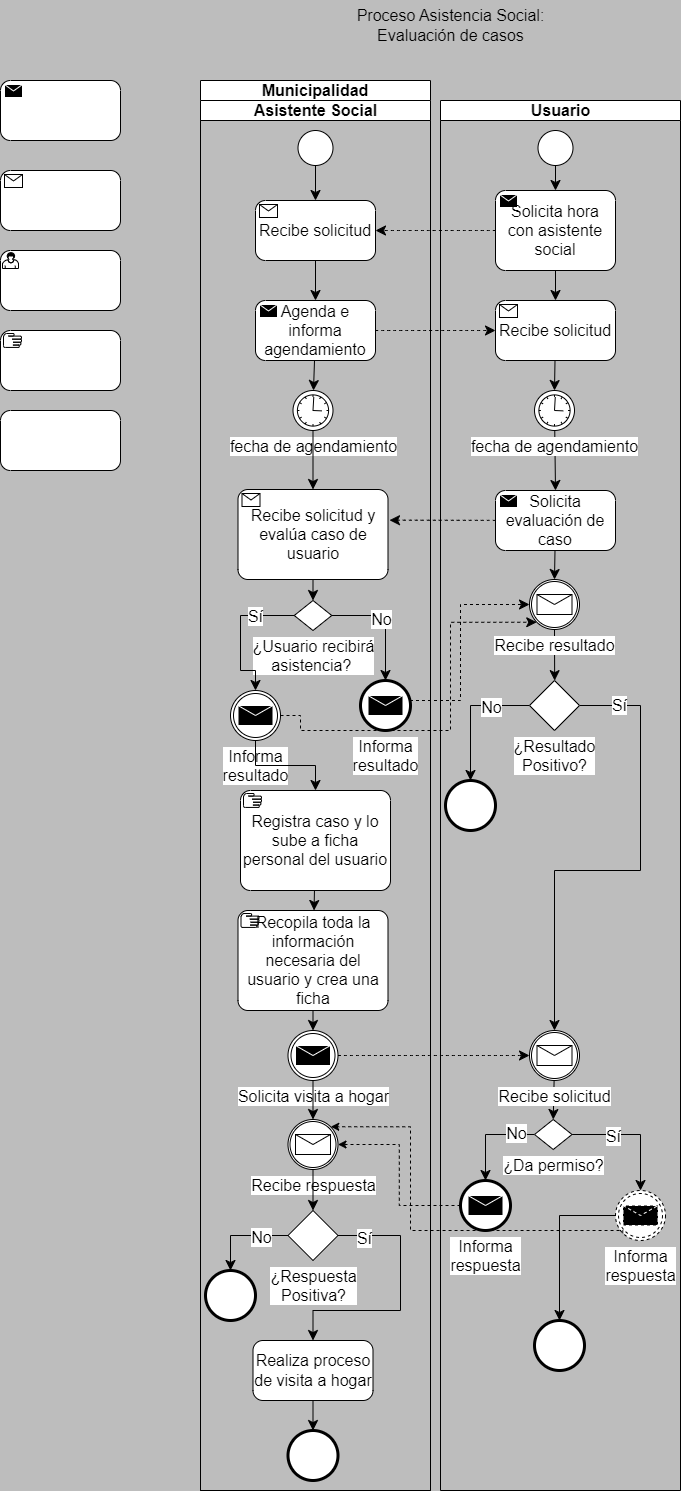 Proceso Asistencia Social:
Evaluación de casos
Municipalidad
Asistente Social
Usuario
Recibe solicitud
Solicita hora
con asistente
social
Agenda e
informa
agendamiento
Recibe solicitud
fecha de agendamiento
fecha de agendamiento
Recibe solicitud y
evalúa caso de
usuario
Solicita
evaluación de
caso
Sí
No
¿Usuario recibirá
asistencia?
Recibe resultado
Informa
resultado
Informa
resultado
No
Sí
¿Resultado
Positivo?
Registra caso y lo
sube a ficha
personal del usuario
Recopila toda la
información
necesaria del
usuario y crea una
ficha
Solicita visita a hogar
Recibe solicitud
No
Sí
¿Da permiso?
Recibe respuesta
Informa
respuesta
Informa
respuesta
No
Sí
¿Respuesta
Positiva?
Realiza proceso
de visita a hogar